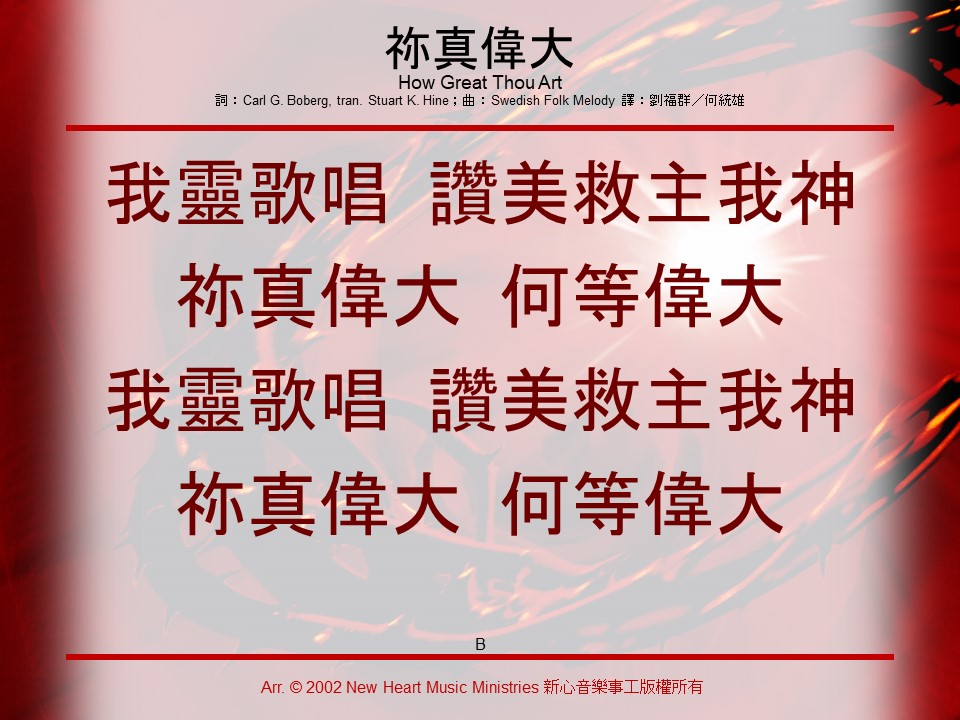 祢真偉大
How Great Thou Art
詞：Carl G. Boberg, tran. Stuart K. Hine；曲：Swedish Folk Melody 譯：劉福群／何統雄
我靈歌唱 讚美救主我神
祢真偉大 何等偉大
我靈歌唱 讚美救主我神
祢真偉大 何等偉大
B
Arr. © 2002 New Heart Music Ministries 新心音樂事工版權所有